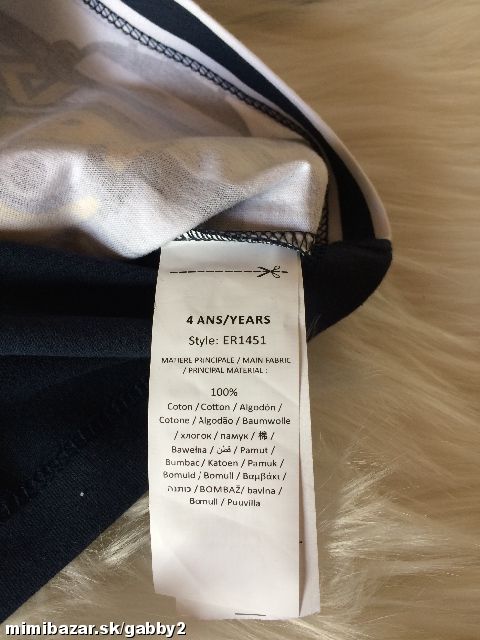 4 ANS/YEARS
Style: ER1451
MATIERE PRINCIPALE / MAIN FABRIC
/ PRINCIPAL MATERIAL :
100%
Coton / Cotton / Algodón /
Cotone / Algodão / Baumwolle
/ хлопок / памук / 棉 /
Bawełna / قطن / Pamut /
Bumbac / Katoen / Pamuk /
Bomuld / Bomull / Βαμβάκι /
כותנה / BOMBAŽ / bavlna /
Bomull / Puuvilla
mimibazar.sk/gabby2